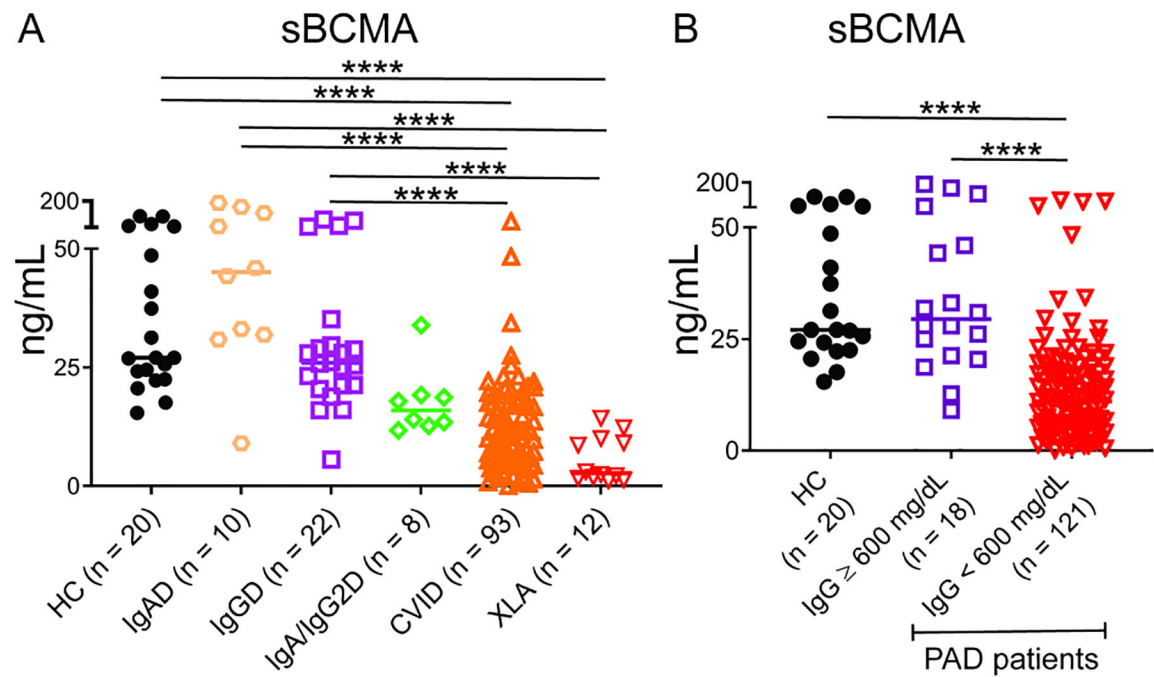 A
sBCMA
****
****
****
****
****
****
ng/mL
200
50
25
0
HC (n = 20)
IgAD (n = 10)
IgGD (n = 22)
IgA/IgG2D (n = 8)
CVID (n = 93)
XLA (n = 12)
B
sBCMA
****
****
ng/mL
200
50
25
0
HC
(n = 20)
IgG ≥ 600 mg/dL
(n = 18)
IgG < 600 mg/dL
(n = 121)
PAD patients